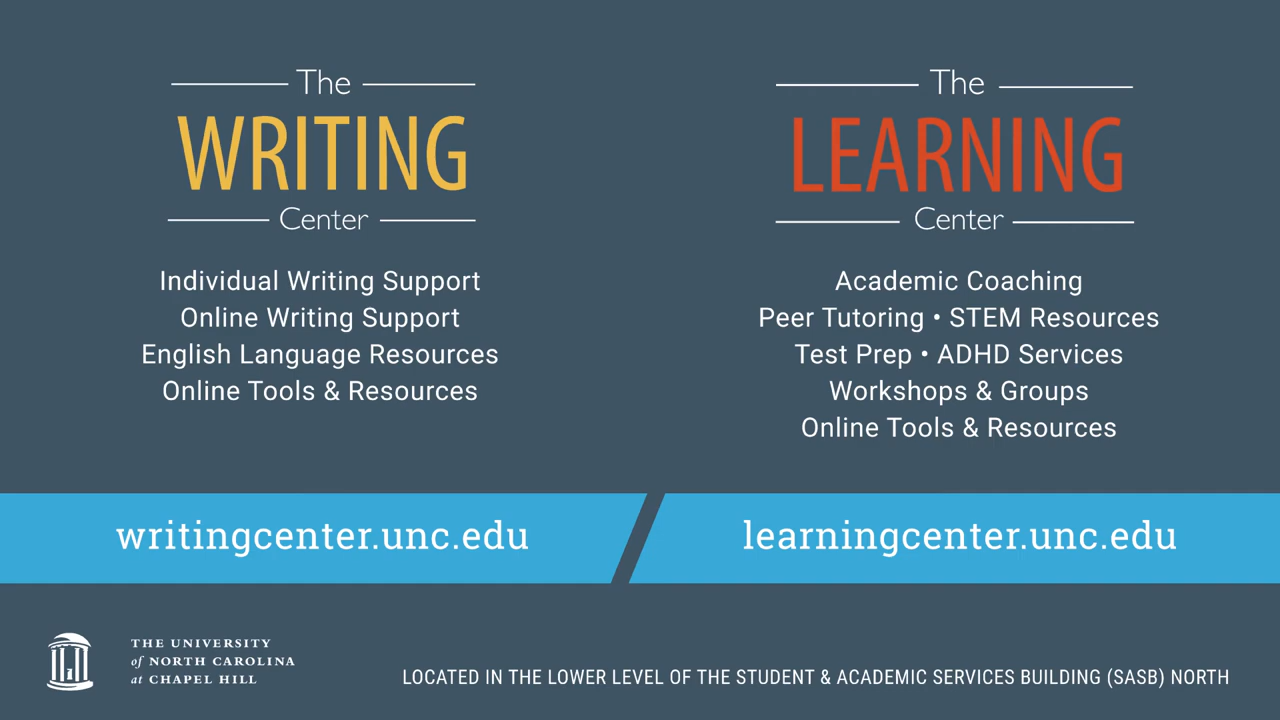 The
WRITING
Center
Individual Writing Support
Online Writing Support
English Language Resources
Online Tools & Resources
The
LEARNING
Center
Academic Coaching
Peer Tutoring • STEM Resources
Test Prep • ADHD Services
Workshops & Groups
Online Tools & Resources
writingcenter.unc.edu
learningcenter.unc.edu
THE UNIVERSITY
of NORTH CAROLINA
at CHAPEL HILL
LOCATED IN THE LOWER LEVEL OF THE STUDENT & ACADEMIC SERVICES BUILDING (SASB) NORTH